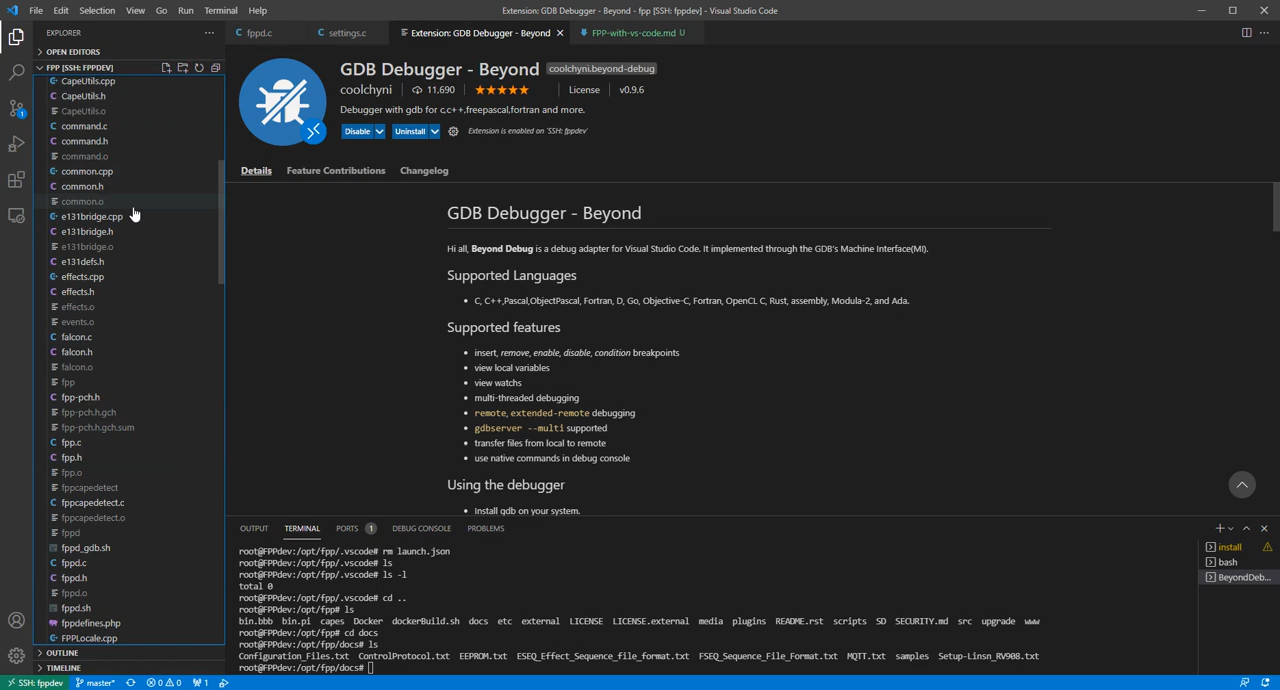 File Edit Selection View Go Run Terminal Help
Extension: GDB Debugger - Beyond - fpp [SSH: fppdev] - Visual Studio Code
EXPLORER
OPEN EDITORS
FPP [SSH: FPPDEV]
CapeUtils.cpp
CapeUtils.h
CapeUtils.o
command.c
command.h
command.o
common.cpp
common.h
common.o
e131bridge.cpp
e131bridge.h
e131bridge.o
e131defs.h
effects.cpp
effects.h
effects.o
events.o
falcon.c
falcon.h
falcon.o
fpp
fpp-pch.h
fpp-pch.h.gch
fpp-pch.h.gch.sum
fpp.c
fpp.h
fpp.o
fppcapedetect
fppcapedetect.c
fppcapedetect.o
fppd
fppd_gdb.sh
fppd.c
fppd.h
fppd.o
fppd.sh
fppdefines.php
FPPLocale.cpp
OUTLINE
TIMELINE
fppd.c settings.c Extension: GDB Debugger - Beyond FPP-with-vs-code.md U
GDB Debugger - Beyond coolchyni.beyond-debug
coolchyni 11,690 License v0.9.6
Debugger with gdb for c,c++,freepascal,fortran and more.
Disable Uninstall Extension is enabled on 'SSH: fppdev'
Details Feature Contributions Changelog
GDB Debugger - Beyond
Hi all, Beyond Debug is a debug adapter for Visual Studio Code. It implemented through the GDB's Machine Interface(MI).
Supported Languages
C, C++,Pascal,ObjectPascal, Fortran, D, Go, Objective-C, Fortran, OpenCL C, Rust, assembly, Modula-2, and Ada.
Supported features
insert, remove, enable, disable, condition breakpoints
view local variables
view watchs
multi-threaded debugging
remote, extended-remote debugging
gdbserver --multi supported
transfer files from local to remote
use native commands in debug console
Using the debugger
Install gdb on your system.
OUTPUT TERMINAL PORTS 1 DEBUG CONSOLE PROBLEMS
root@FPPdev:/opt/fpp/.vscode# rm launch.json
root@FPPdev:/opt/fpp/.vscode# ls
root@FPPdev:/opt/fpp/.vscode# ls -l
total 0
root@FPPdev:/opt/fpp/.vscode# cd ..
root@FPPdev:/opt/fpp# ls
bin.bbb bin.pi capes Docker dockerBuild.sh docs etc external LICENSE LICENSE.external media plugins README.rst scripts SD SECURITY.md src upgrade www
root@FPPdev:/opt/fpp# cd docs
root@FPPdev:/opt/fpp/docs# ls
Configuration_Files.txt ControlProtocol.txt EEPROM.txt ESEQ_Effect_Sequence_file_format.txt FSEQ_Sequence_File_Format.txt MQTT.txt samples Setup-Linsn_RV908.txt
root@FPPdev:/opt/fpp/docs#
install
bash
BeyondDeb...
SSH: fppdev master* 0 0 1